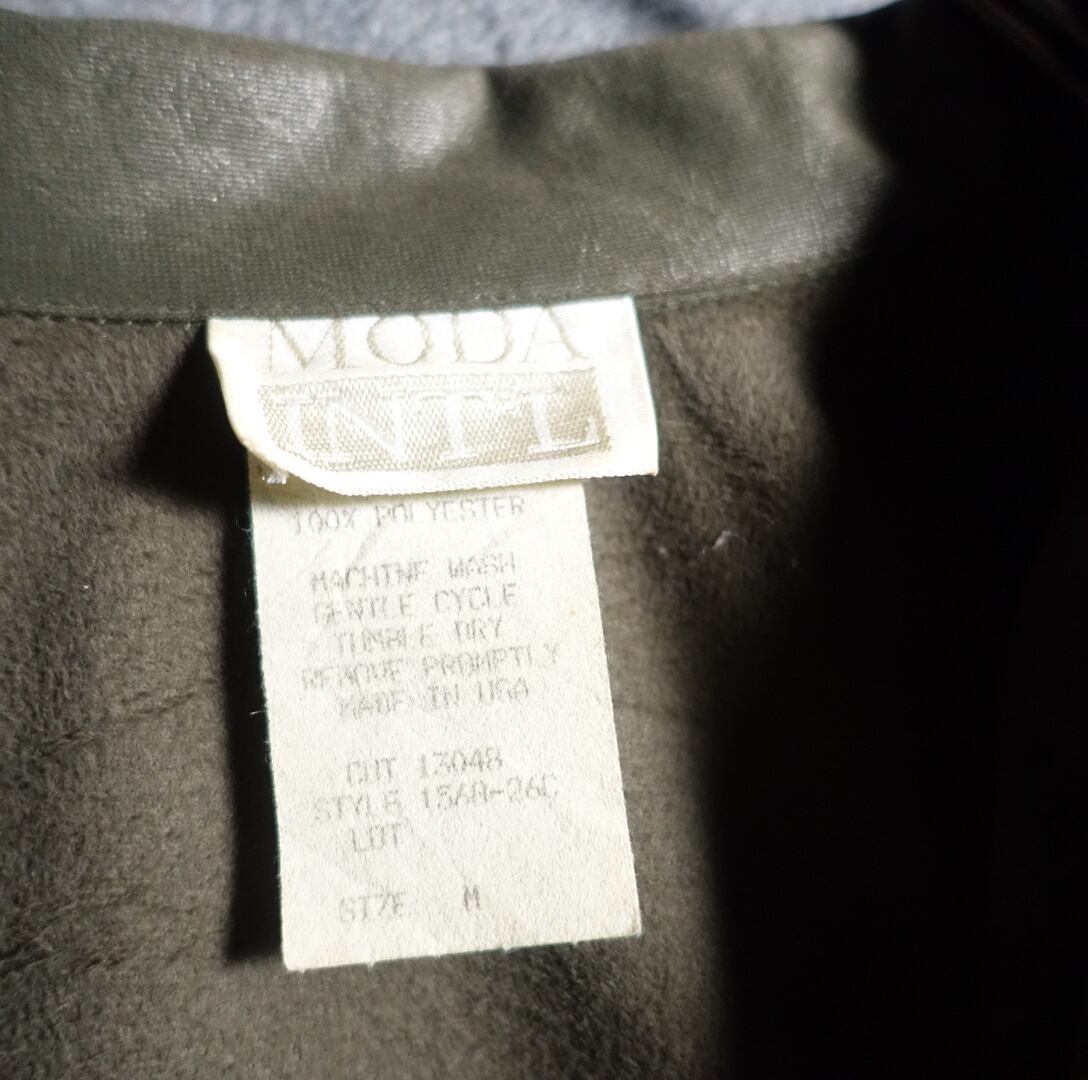 MODA
INT'L
100% POLYESTER
MACHINE WASH
GENTLE CYCLE
TUMBLE DRY
REMOVE PROMPTLY
MADE IN USA
CUT 13048
STYLE 1568-26C
LOT
SIZE M